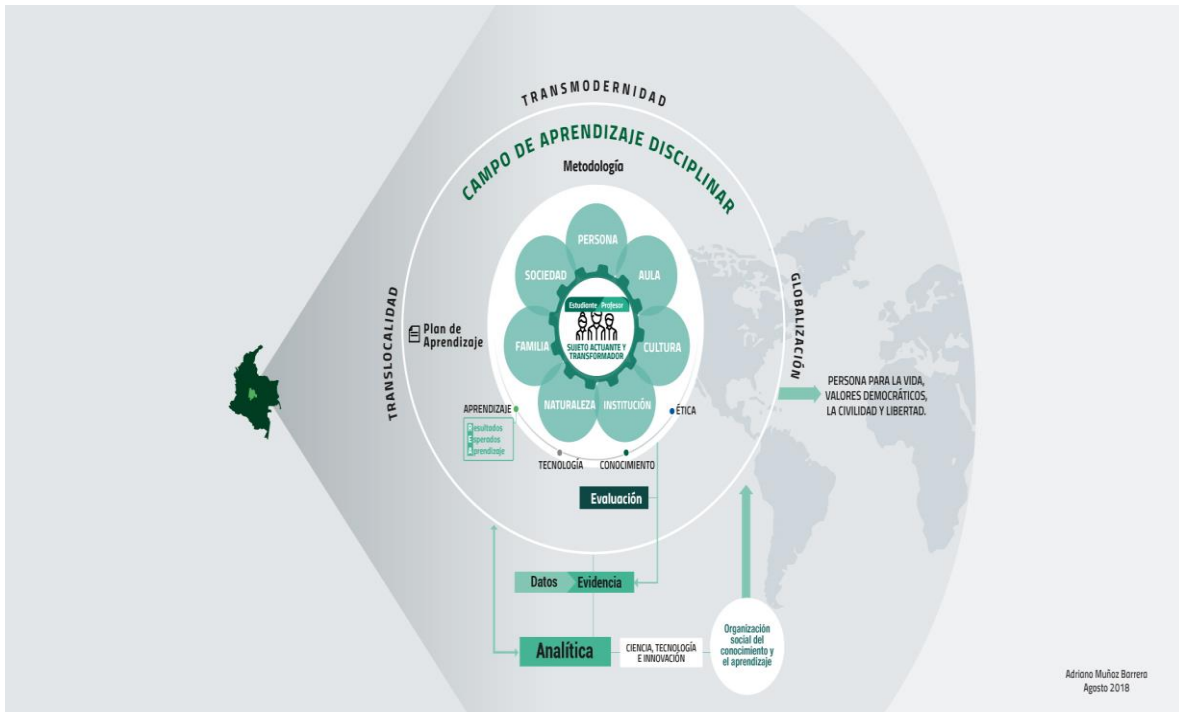 TRANSMODERNIDAD
CAMPO DE APRENDIZAJE DISCIPLINAR
Metodología
TRANSLOCALIDAD
GLOBALIZACIÓN
Plan de
Aprendizaje
PERSONA
SOCIEDAD
AULA
FAMILIA
CULTURA
NATURALEZA
INSTITUCIÓN
Estudiante Profesor
SUJETO ACTUANTE Y
TRANSFORMADOR
APRENDIZAJE
Resultados
Esperados
Aprendizaje
TECNOLOGÍA
CONOCIMIENTO
ÉTICA
PERSONA PARA LA VIDA,
VALORES DEMOCRÁTICOS,
LA CIVILIDAD Y LIBERTAD.
Evaluación
Datos Evidencia
Analítica
CIENCIA, TECNOLOGÍA
E INNOVACIÓN
Organización
social del
conocimiento y
el aprendizaje
Adriano Muñoz Barrera
Agosto 2018